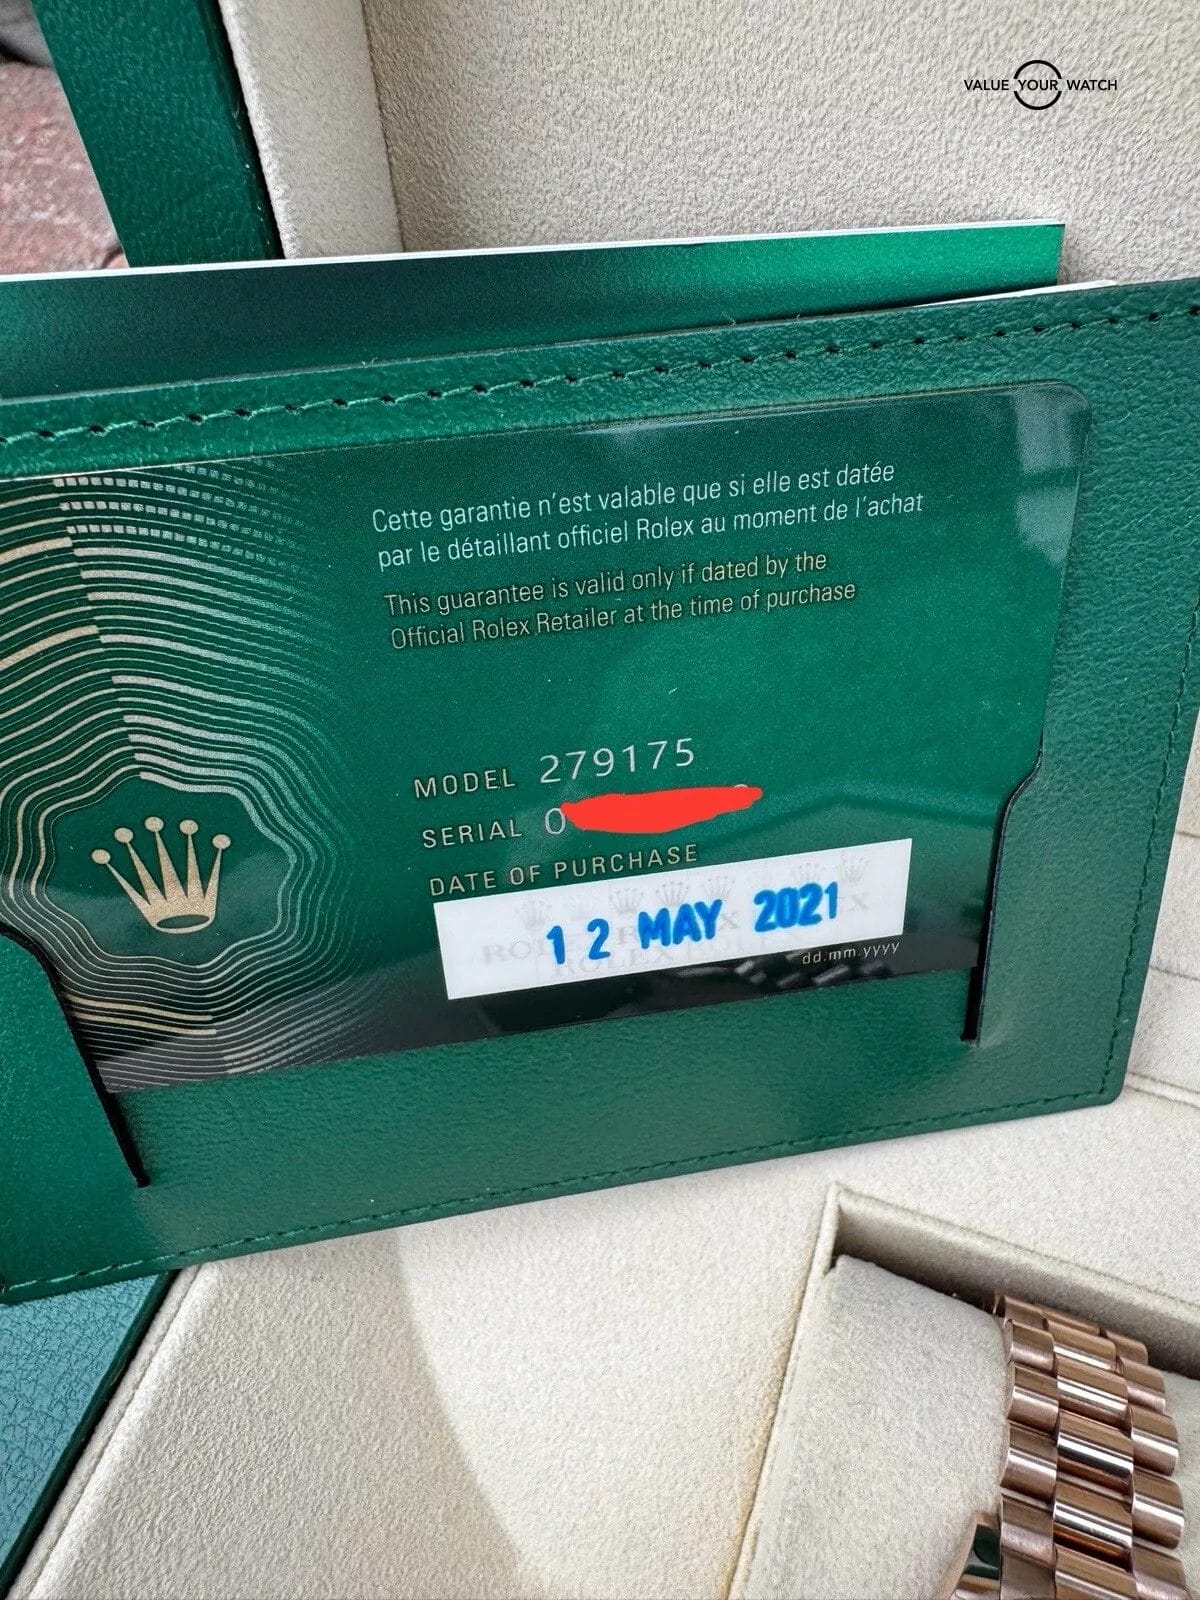 VALUE YOUR WATCH
Cette garantie n'est valable que si elle est datée
par le détaillant officiel Rolex au moment de l'achat
This guarantee is valid only if dated by the
Official Rolex Retailer at the time of purchase
MODEL 279175
SERIAL 0
DATE OF PURCHASE
12 MAY 2021
dd.mm.yyyy